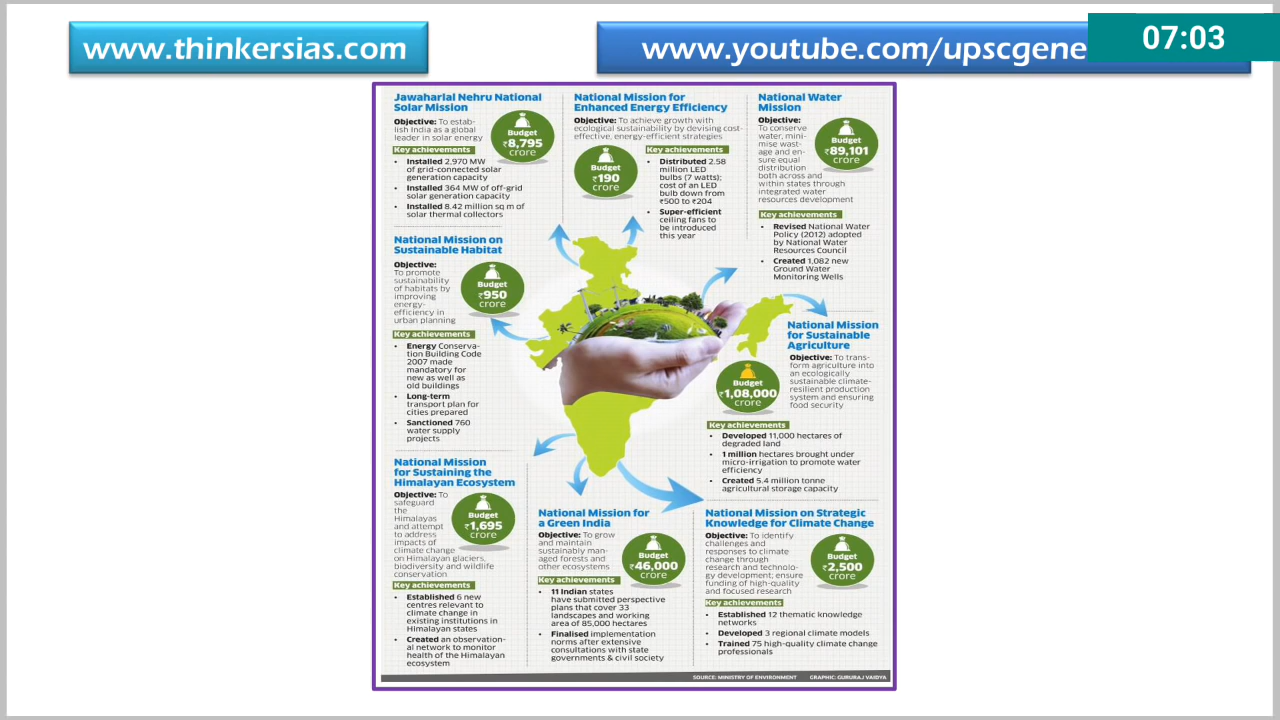 www.thinkersias.com
www.youtube.com/upscgene
07:03
Jawaharlal Nehru National
Solar Mission
Objective: To estab-
lish India as a global
leader in solar energy
Budget
₹8,795
crore
Key achievements
• Installed 2,970 MW
of grid-connected solar
generation capacity
• Installed 364 MW of off-grid
solar generation capacity
• Installed 8.42 million sq m of
solar thermal collectors
National Mission for
Enhanced Energy Efficiency
Objective: To achieve growth with
ecological sustainability by devising cost-
effective, energy-efficient strategies
Budget
₹190
crore
Key achievements
• Distributed 2.58
million LED
bulbs (7 watts);
cost of an LED
bulb down from
₹500 to ₹204
• Super-efficient
ceiling fans to
be introduced
this year
National Water
Mission
Objective:
To conserve
water, mini-
mise wast-
age and en-
sure equal
distribution
both across and
within states through
integrated water
resources development
Budget
₹89,101
crore
Key achievements
• Revised National Water
Policy (2012) adopted
by National Water
Resources Council
• Created 1,082 new
Ground Water
Monitoring Wells
National Mission on
Sustainable Habitat
Objective:
To promote
sustainability
of habitats by
improving
energy-
efficiency in
urban planning
Budget
₹950
crore
Key achievements
• Energy Conserva-
tion Building Code
2007 made
mandatory for
new as well as
old buildings
• Long-term
transport plan for
cities prepared
• Sanctioned 760
water supply
projects
National Mission
for Sustainable
Agriculture
Objective: To trans-
form agriculture into
an ecologically
sustainable climate-
resilient production
system and ensuring
food security
Budget
₹1,08,000
crore
Key achievements
• Developed 11,000 hectares of
degraded land
• 1 million hectares brought under
micro-irrigation to promote water
efficiency
• Created 5.4 million tonne
agricultural storage capacity
National Mission
for Sustaining the
Himalayan Ecosystem
Objective: To
safeguard
the
Himalayas
and attempt
to address
impacts of
climate change
on Himalayan glaciers,
biodiversity and wildlife
conservation
Budget
₹1,695
crore
Key achievements
• Established 6 new
centres relevant to
climate change in
existing institutions in
Himalayan states
• Created an observation-
al network to monitor
health of the Himalayan
ecosystem
National Mission for
a Green India
Objective: To grow
and maintain
sustainably man-
aged forests and
other ecosystems
Budget
₹46,000
crore
Key achievements
• 11 Indian states
have submitted perspective
plans that cover 33
landscapes and working
area of 85,000 hectares
• Finalised implementation
norms after extensive
consultations with state
governments & civil society
National Mission on Strategic
Knowledge for Climate Change
Objective: To identify
challenges and
responses to climate
change through
research and technolo-
gy development; ensure
funding of high-quality
and focused research
Budget
₹2,500
crore
Key achievements
• Established 12 thematic knowledge
networks
• Developed 3 regional climate models
• Trained 75 high-quality climate change
professionals
SOURCE: MINISTRY OF ENVIRONMENT GRAPHIC: GURURAJ VAIDYA